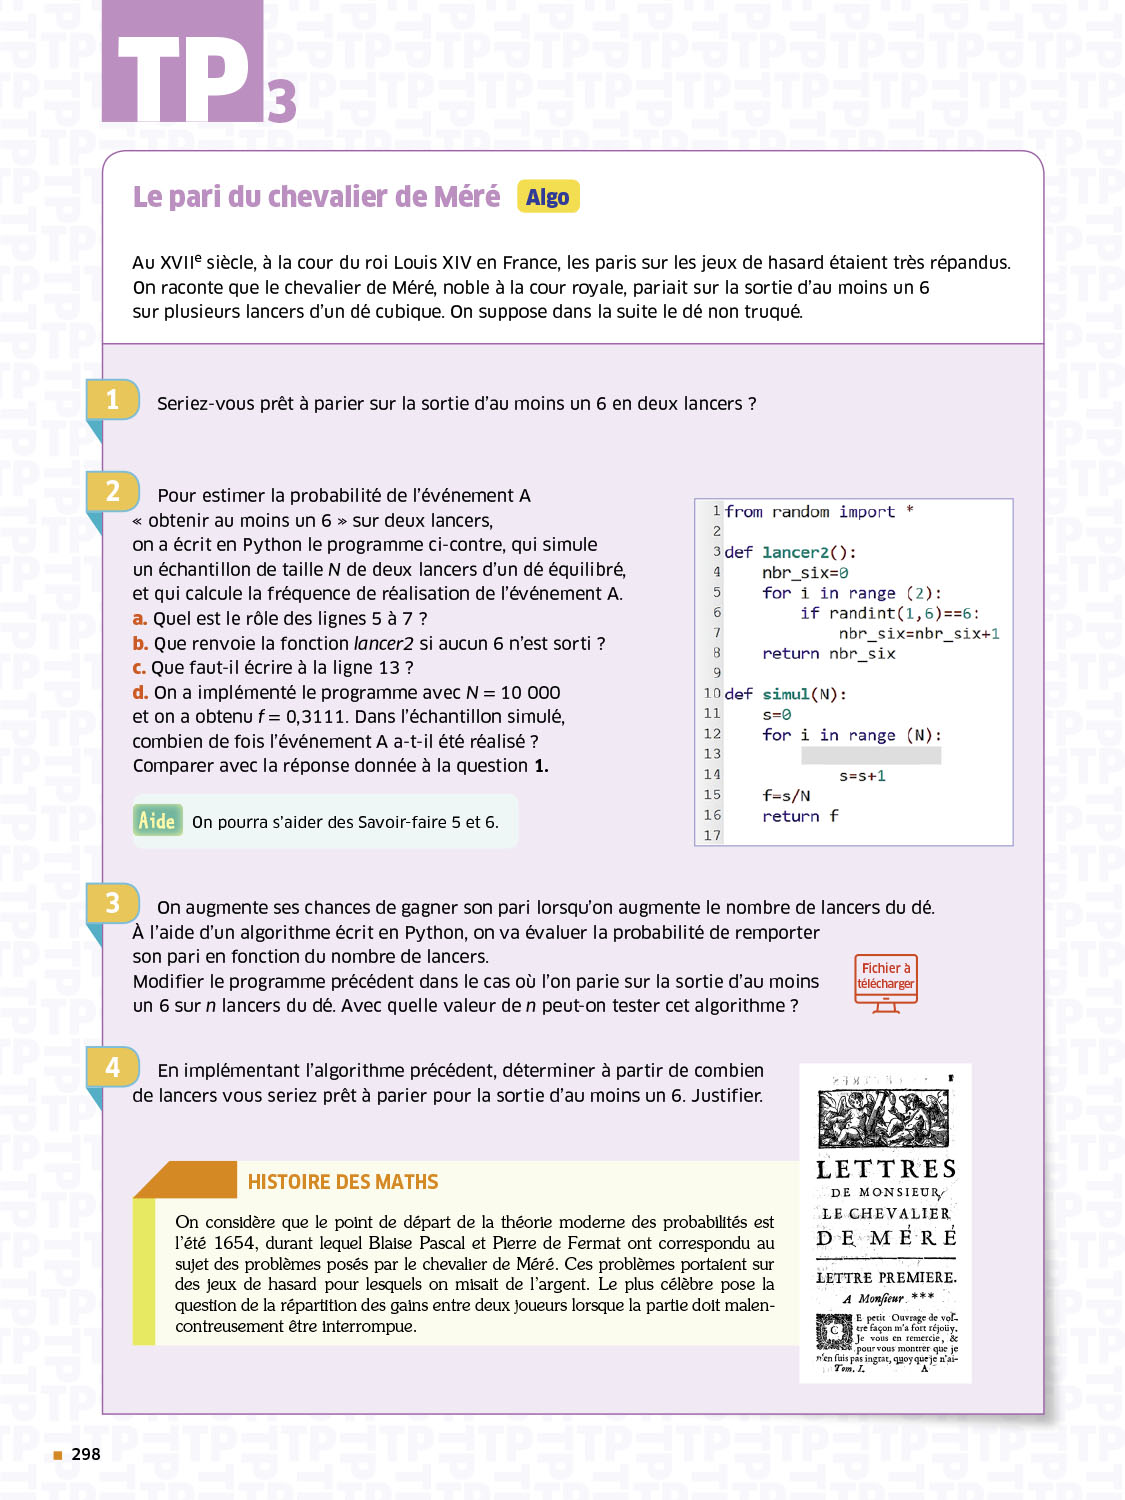 TP3
Le pari du chevalier de Méré Algo
Au XVIIe siècle, à la cour du roi Louis XIV en France, les paris sur les jeux de hasard étaient très répandus.
On raconte que le chevalier de Méré, noble à la cour royale, pariait sur la sortie d'au moins un 6
sur plusieurs lancers d'un dé cubique. On suppose dans la suite le dé non truqué.
1 Seriez-vous prêt à parier sur la sortie d'au moins un 6 en deux lancers ?
2 Pour estimer la probabilité de l'événement A
« obtenir au moins un 6 » sur deux lancers,
on a écrit en Python le programme ci-contre, qui simule
un échantillon de taille N de deux lancers d'un dé équilibré,
et qui calcule la fréquence de réalisation de l'événement A.
a. Quel est le rôle des lignes 5 à 7 ?
b. Que renvoie la fonction lancer2 si aucun 6 n'est sorti ?
c. Que faut-il écrire à la ligne 13 ?
d. On a implémenté le programme avec N = 10 000
et on a obtenu f = 0,3111. Dans l'échantillon simulé,
combien de fois l'événement A a-t-il été réalisé ?
Comparer avec la réponse donnée à la question 1.
Aide On pourra s'aider des Savoir-faire 5 et 6.
1 from random import *
2
3 def lancer2():
4 nbr_six=0
5 for i in range (2):
6 if randint(1,6)==6:
7 nbr_six=nbr_six+1
8 return nbr_six
9
10 def simul(N):
11 s=0
12 for i in range (N):
13
14 s=s+1
15 f=s/N
16 return f
17
3 On augmente ses chances de gagner son pari lorsqu'on augmente le nombre de lancers du dé.
À l'aide d'un algorithme écrit en Python, on va évaluer la probabilité de remporter
son pari en fonction du nombre de lancers.
Modifier le programme précédent dans le cas où l'on parie sur la sortie d'au moins
un 6 sur n lancers du dé. Avec quelle valeur de n peut-on tester cet algorithme ?
Fichier à
télécharger
4 En implémentant l'algorithme précédent, déterminer à partir de combien
de lancers vous seriez prêt à parier pour la sortie d'au moins un 6. Justifier.
HISTOIRE DES MATHS
On considère que le point de départ de la théorie moderne des probabilités est
l'été 1654, durant lequel Blaise Pascal et Pierre de Fermat ont correspondu au
sujet des problèmes posés par le chevalier de Méré. Ces problèmes portaient sur
des jeux de hasard pour lesquels on misait de l'argent. Le plus célèbre pose la
question de la répartition des gains entre deux joueurs lorsque la partie doit malen-
contreusement être interrompue.
LETTRES
DE MONSIEUR
LE CHEVALIER
DE MÉRÉ
LETTRE PREMIERE.
A Monsieur ***
CE petit Ouvrage de vos-
tre façon m'a fort réjoüy.
Je vous en remercie, &
pour vous montrer que je
n'en suis pas ingrat, quoy que je n'ai-
Tom. I. A
298